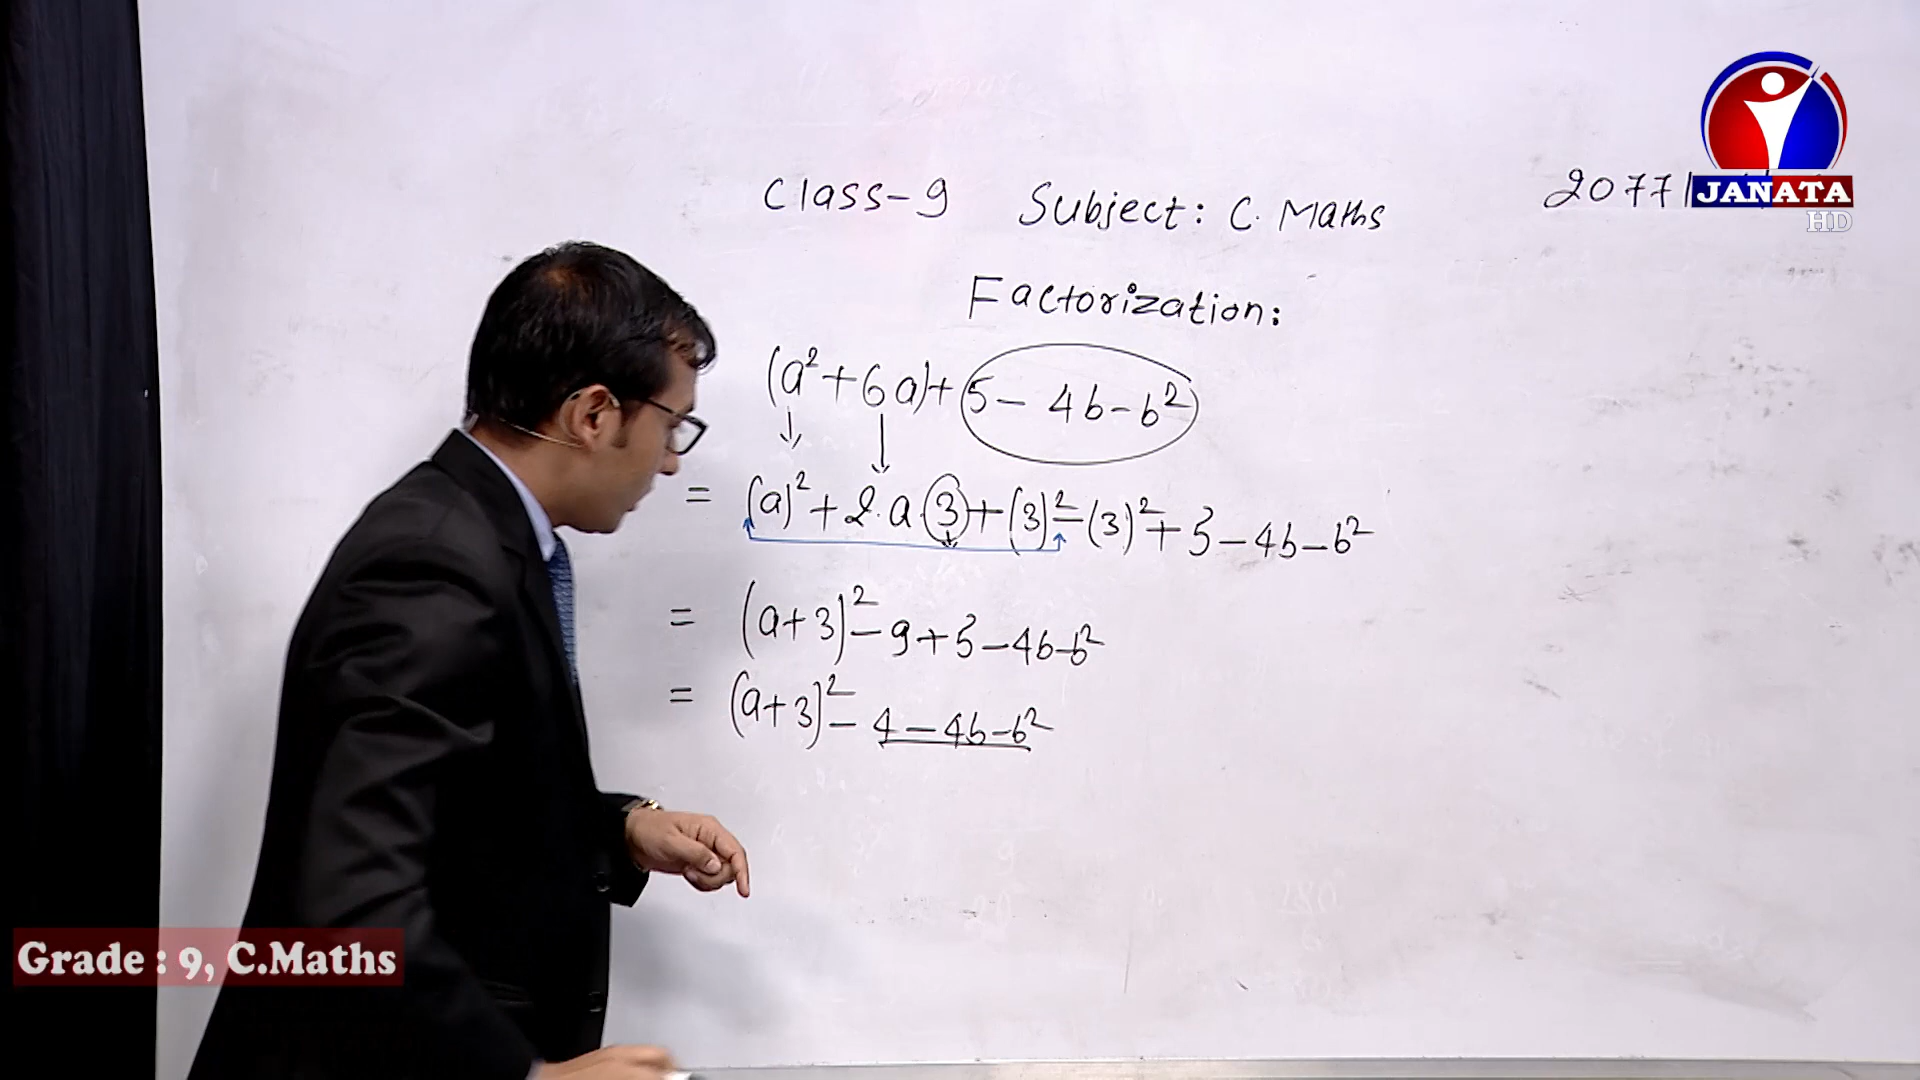 Class-9 Subject: C. Maths 2077/
JANATA
HD
Factorization:
(a² + 6a) + 5 - 4b - b²
= (a)² + 2.a.3 + (3)² - (3)² + 5 - 4b - b²
= (a+3)² - 9 + 5 - 4b - b²
= (a+3)² - 4 - 4b - b²
Grade : 9, C.Maths